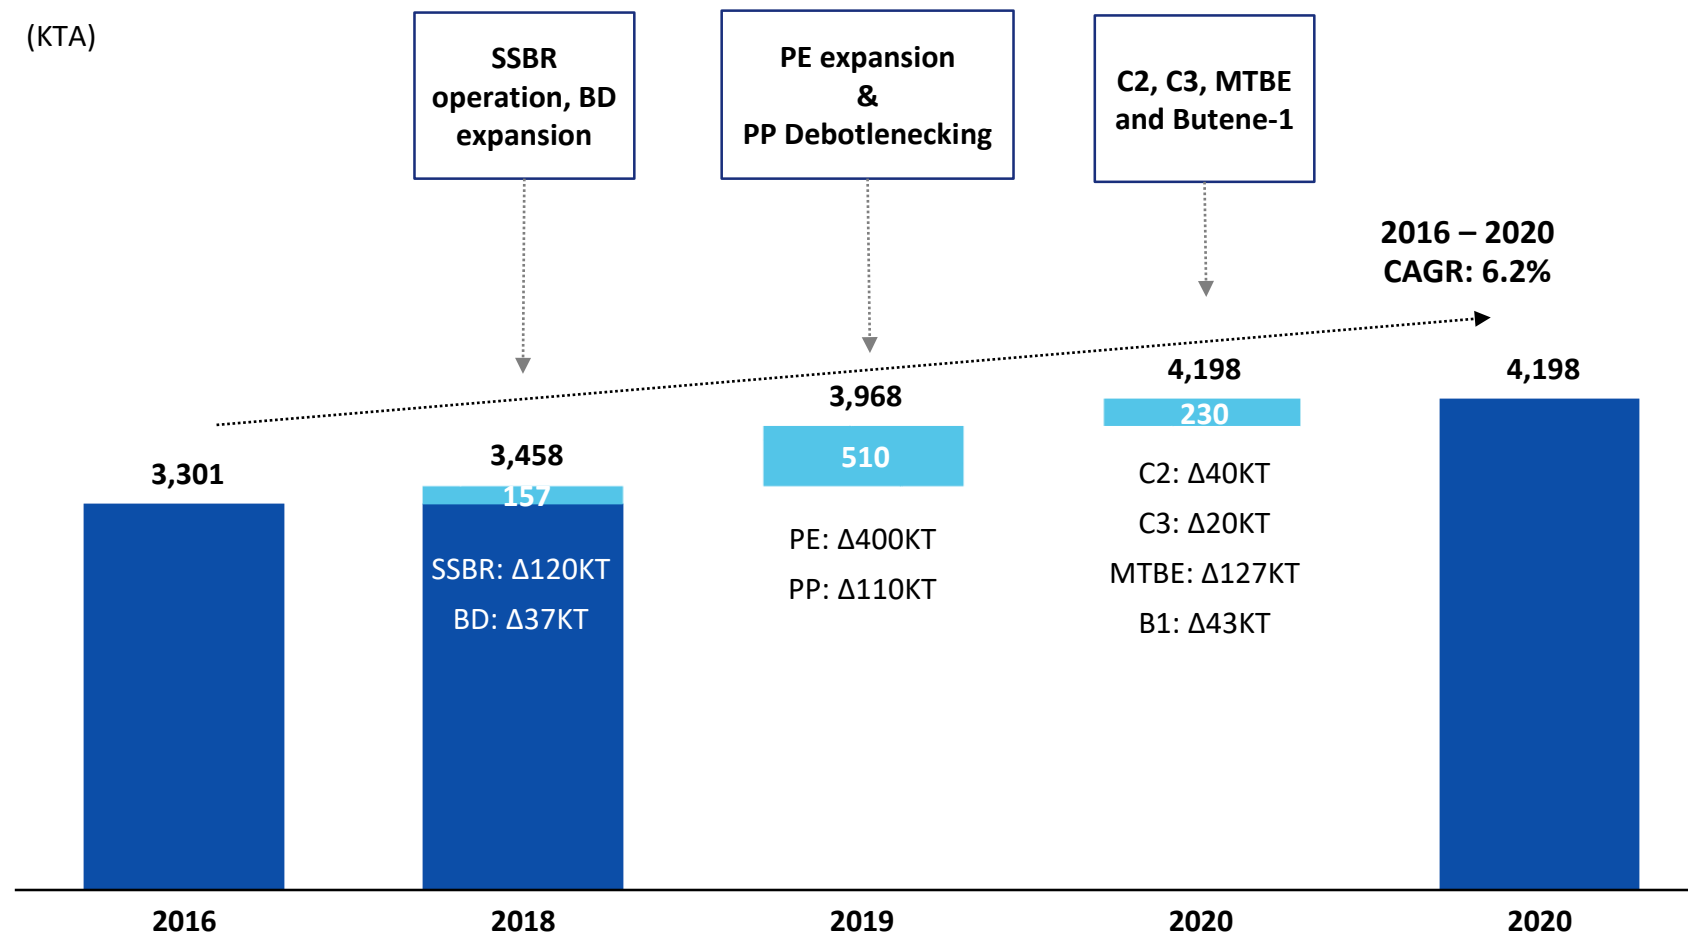 (KTA)
SSBR
operation, BD
expansion
PE expansion
&
PP Debotlenecking
C2, C3, MTBE
and Butene-1
2016 – 2020
CAGR: 6.2%
3,301
3,458
157
SSBR: Δ120KT
BD: Δ37KT
3,968
510
PE: Δ400KT
PP: Δ110KT
4,198
230
C2: Δ40KT
C3: Δ20KT
MTBE: Δ127KT
B1: Δ43KT
4,198
2016
2018
2019
2020
2020